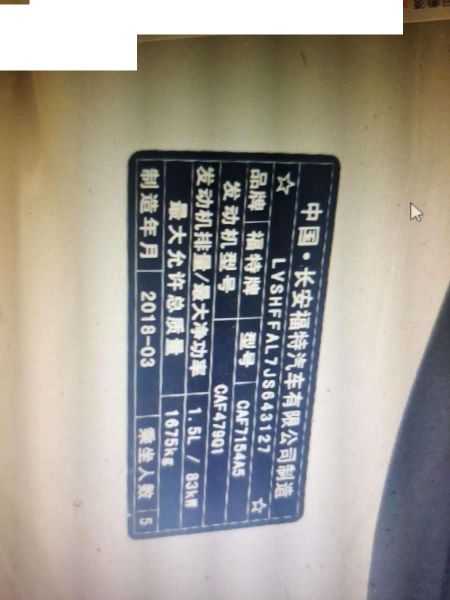 中国·长安福特汽车有限公司制造
☆ LVSHFFAL7JS6431127 ☆
品牌 福特牌 型号 CAF7154A5
发动机型号 CAF479Q1
发动机排量/最大净功率 1.5L / 83kW
最大允许总质量 1675kg
制造年月 2018-03 乘坐人数 5